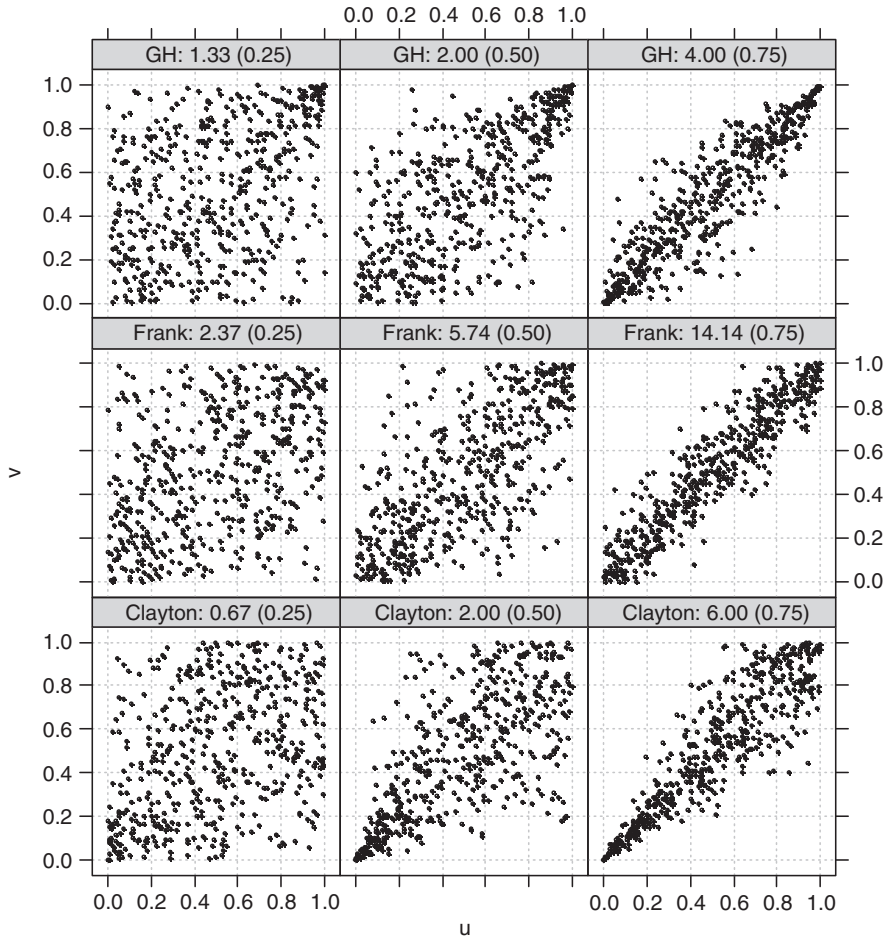 0.0 0.2 0.4 0.6 0.8 1.0
GH: 1.33 (0.25)
GH: 2.00 (0.50)
GH: 4.00 (0.75)
1.0
0.8
0.6
0.4
0.2
0.0
Frank: 2.37 (0.25)
Frank: 5.74 (0.50)
Frank: 14.14 (0.75)
1.0
0.8
0.6
0.4
0.2
0.0
v
Clayton: 0.67 (0.25)
Clayton: 2.00 (0.50)
Clayton: 6.00 (0.75)
1.0
0.8
0.6
0.4
0.2
0.0
0.0 0.2 0.4 0.6 0.8 1.0
0.0 0.2 0.4 0.6 0.8 1.0
u